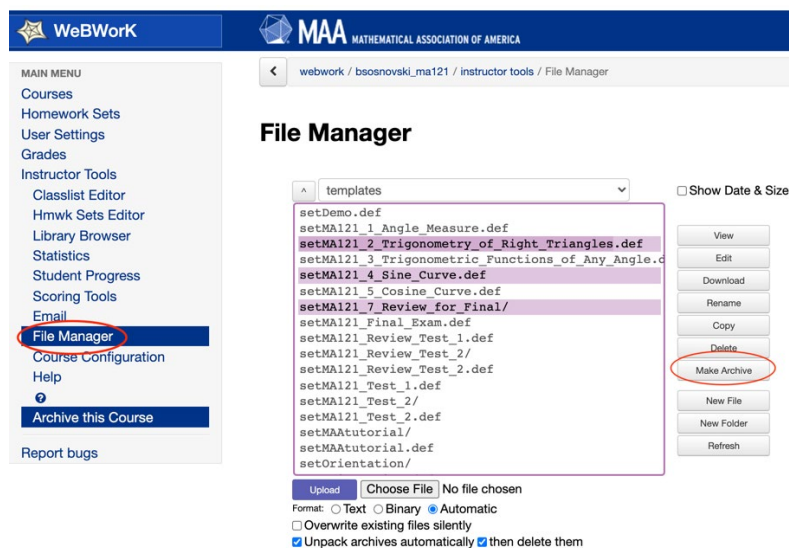 WeBWorK
MAA MATHEMATICAL ASSOCIATION OF AMERICA
MAIN MENU
Courses
Homework Sets
User Settings
Grades
Instructor Tools
Classlist Editor
Hmwk Sets Editor
Library Browser
Statistics
Student Progress
Scoring Tools
Email
File Manager
Course Configuration
Help
?
Archive this Course
Report bugs
webwork / bsosnovski_ma121 / instructor tools / File Manager
File Manager
^ templates
Show Date & Size
setDemo.def
setMA121_1_Angle_Measure.def
setMA121_2_Trigonometry_of_Right_Triangles.def
setMA121_3_Trigonometric_Functions_of_Any_Angle.d
setMA121_4_Sine_Curve.def
setMA121_5_Cosine_Curve.def
setMA121_7_Review_for_Final/
setMA121_Final_Exam.def
setMA121_Review_Test_1.def
setMA121_Review_Test_2/
setMA121_Review_Test_2.def
setMA121_Test_1.def
setMA121_Test_2/
setMA121_Test_2.def
setMAAtutorial/
setMAAtutorial.def
setOrientation/
View
Edit
Download
Rename
Copy
Delete
Make Archive
New File
New Folder
Refresh
Upload Choose File No file chosen
Format: Text Binary Automatic
Overwrite existing files silently
Unpack archives automatically then delete them